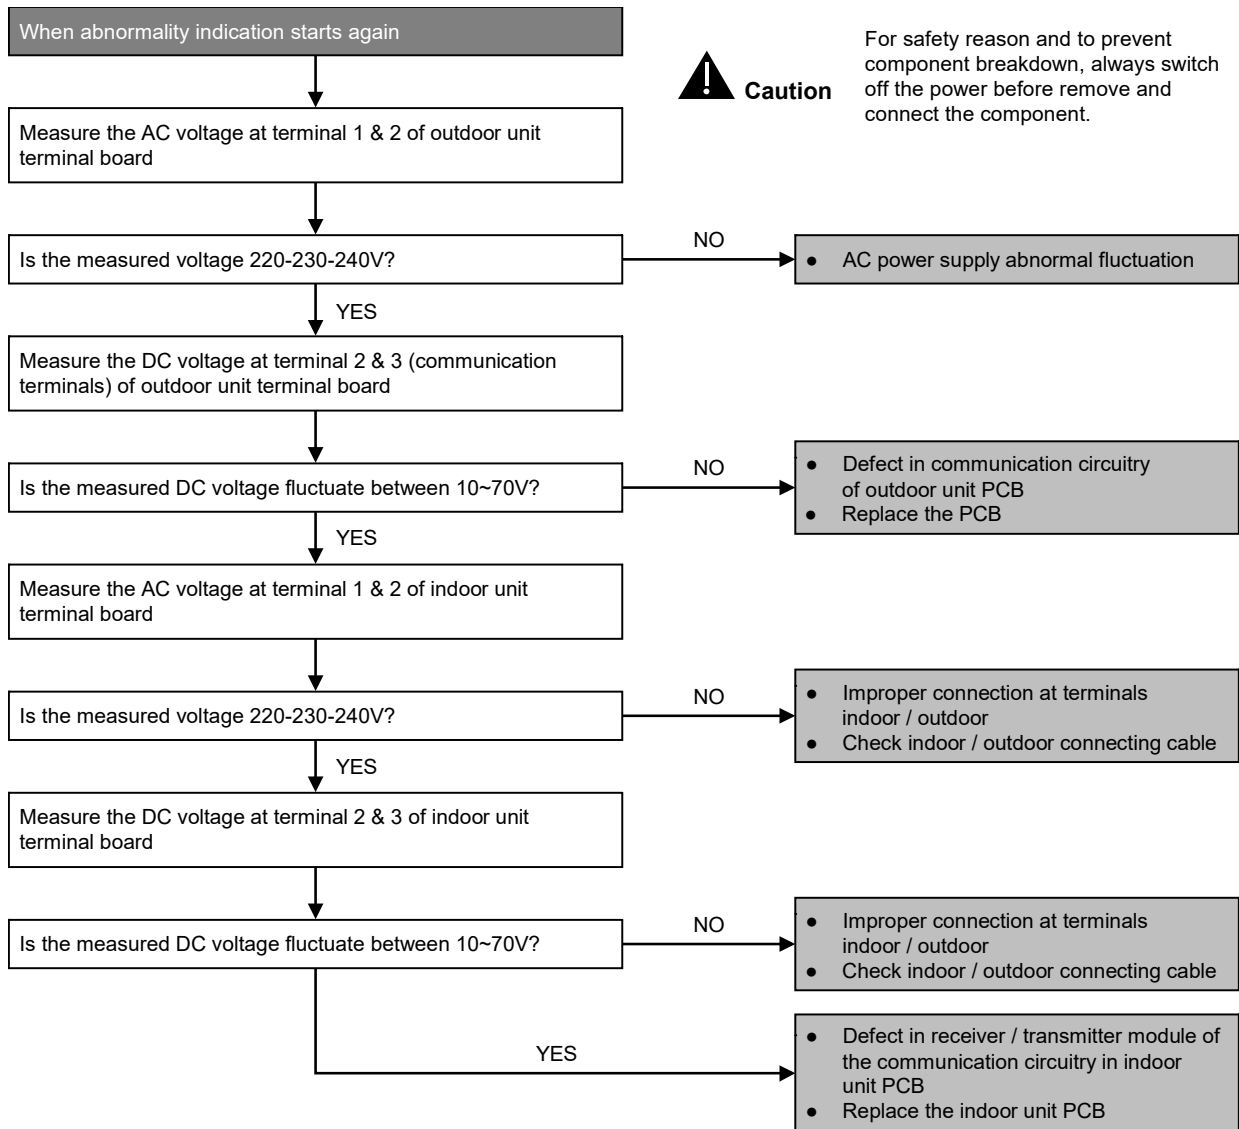 When abnormality indication starts again
Caution
For safety reason and to prevent
component breakdown, always switch
off the power before remove and
connect the component.
Measure the AC voltage at terminal 1 & 2 of outdoor unit
terminal board
Is the measured voltage 220-230-240V?
NO
● AC power supply abnormal fluctuation
YES
Measure the DC voltage at terminal 2 & 3 (communication
terminals) of outdoor unit terminal board
Is the measured DC voltage fluctuate between 10~70V?
NO
● Defect in communication circuitry
of outdoor unit PCB
● Replace the PCB
YES
Measure the AC voltage at terminal 1 & 2 of indoor unit
terminal board
Is the measured voltage 220-230-240V?
NO
● Improper connection at terminals
indoor / outdoor
● Check indoor / outdoor connecting cable
YES
Measure the DC voltage at terminal 2 & 3 of indoor unit
terminal board
Is the measured DC voltage fluctuate between 10~70V?
NO
● Improper connection at terminals
indoor / outdoor
● Check indoor / outdoor connecting cable
YES
● Defect in receiver / transmitter module of
the communication circuitry in indoor
unit PCB
● Replace the indoor unit PCB